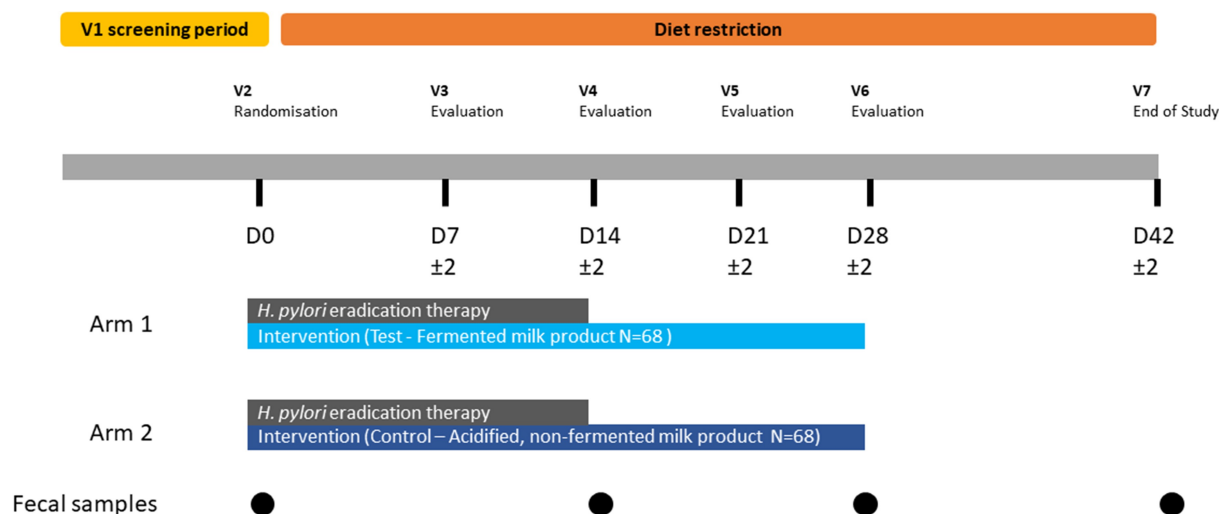 V1 screening period
Diet restriction
V2
Randomisation
V3
Evaluation
V4
Evaluation
V5
Evaluation
V6
Evaluation
V7
End of Study
D0
D7
±2
D14
±2
D21
±2
D28
±2
D42
±2
Arm 1
H. pylori eradication therapy
Intervention (Test - Fermented milk product N=68 )
Arm 2
H. pylori eradication therapy
Intervention (Control – Acidified, non-fermented milk product N=68)
Fecal samples